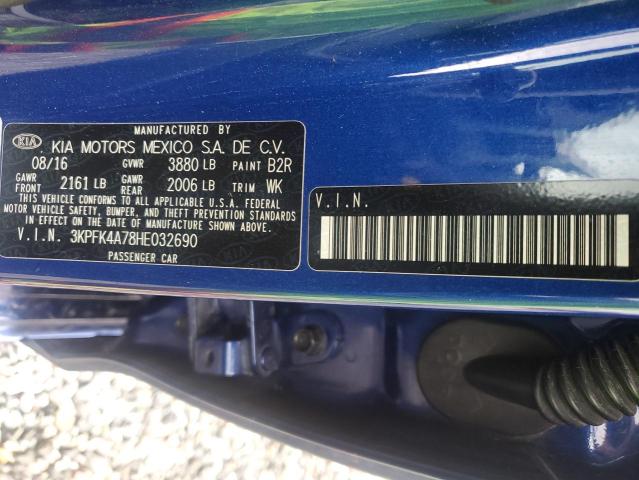 MANUFACTURED BY
KIA KIA MOTORS MEXICO S.A. DE C.V.
08/16 GVWR 3880 LB PAINT B2R
GAWR FRONT 2161 LB GAWR REAR 2006 LB TRIM WK
THIS VEHICLE CONFORMS TO ALL APPLICABLE U.S.A. FEDERAL
MOTOR VEHICLE SAFETY, BUMPER, AND THEFT PREVENTION STANDARDS
IN EFFECT ON THE DATE OF MANUFACTURE SHOWN ABOVE.
V.I.N. 3KPFK4A78HE032690
PASSENGER CAR
V.I.N.